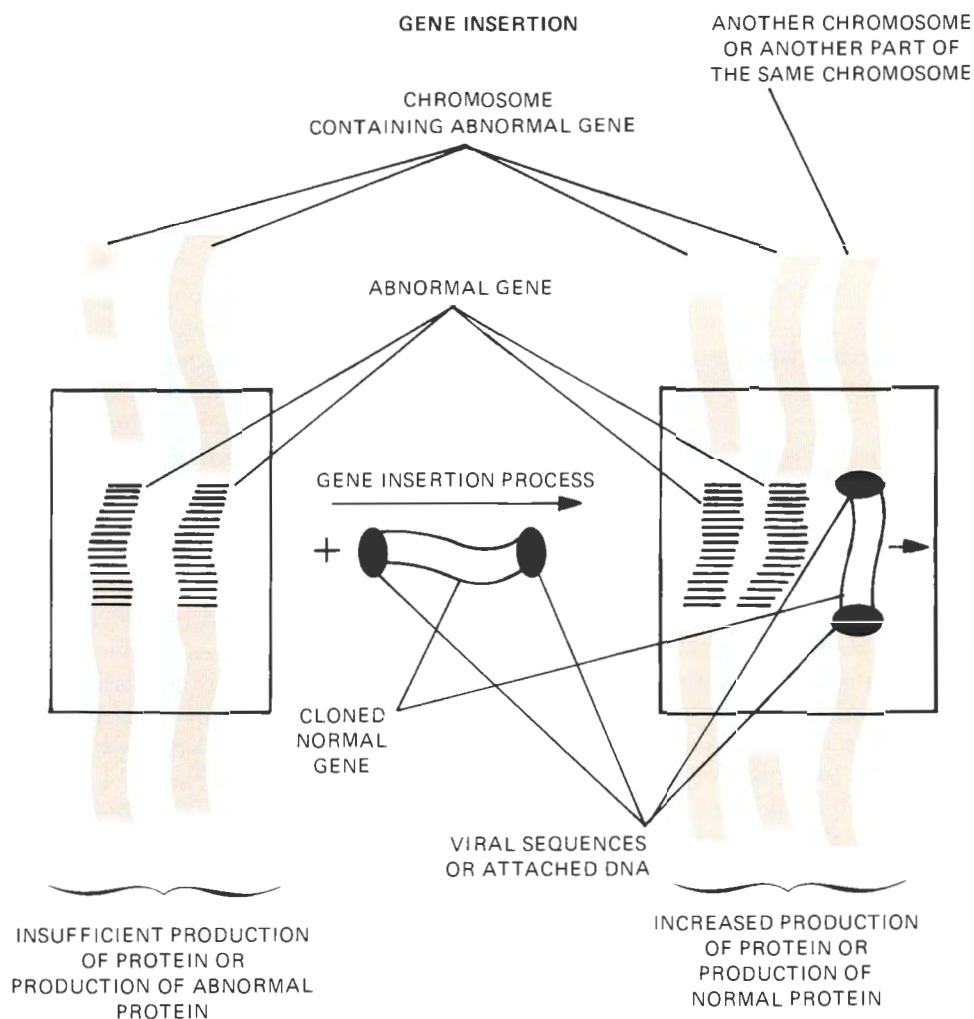 GENE INSERTION
ANOTHER CHROMOSOME
OR ANOTHER PART OF
THE SAME CHROMOSOME
CHROMOSOME
CONTAINING ABNORMAL GENE
ABNORMAL GENE
GENE INSERTION PROCESS
+
CLONED
NORMAL
GENE
VIRAL SEQUENCES
OR ATTACHED DNA
INSUFFICIENT PRODUCTION
OF PROTEIN OR
PRODUCTION OF ABNORMAL
PROTEIN
INCREASED PRODUCTION
OF PROTEIN OR
PRODUCTION OF
NORMAL PROTEIN